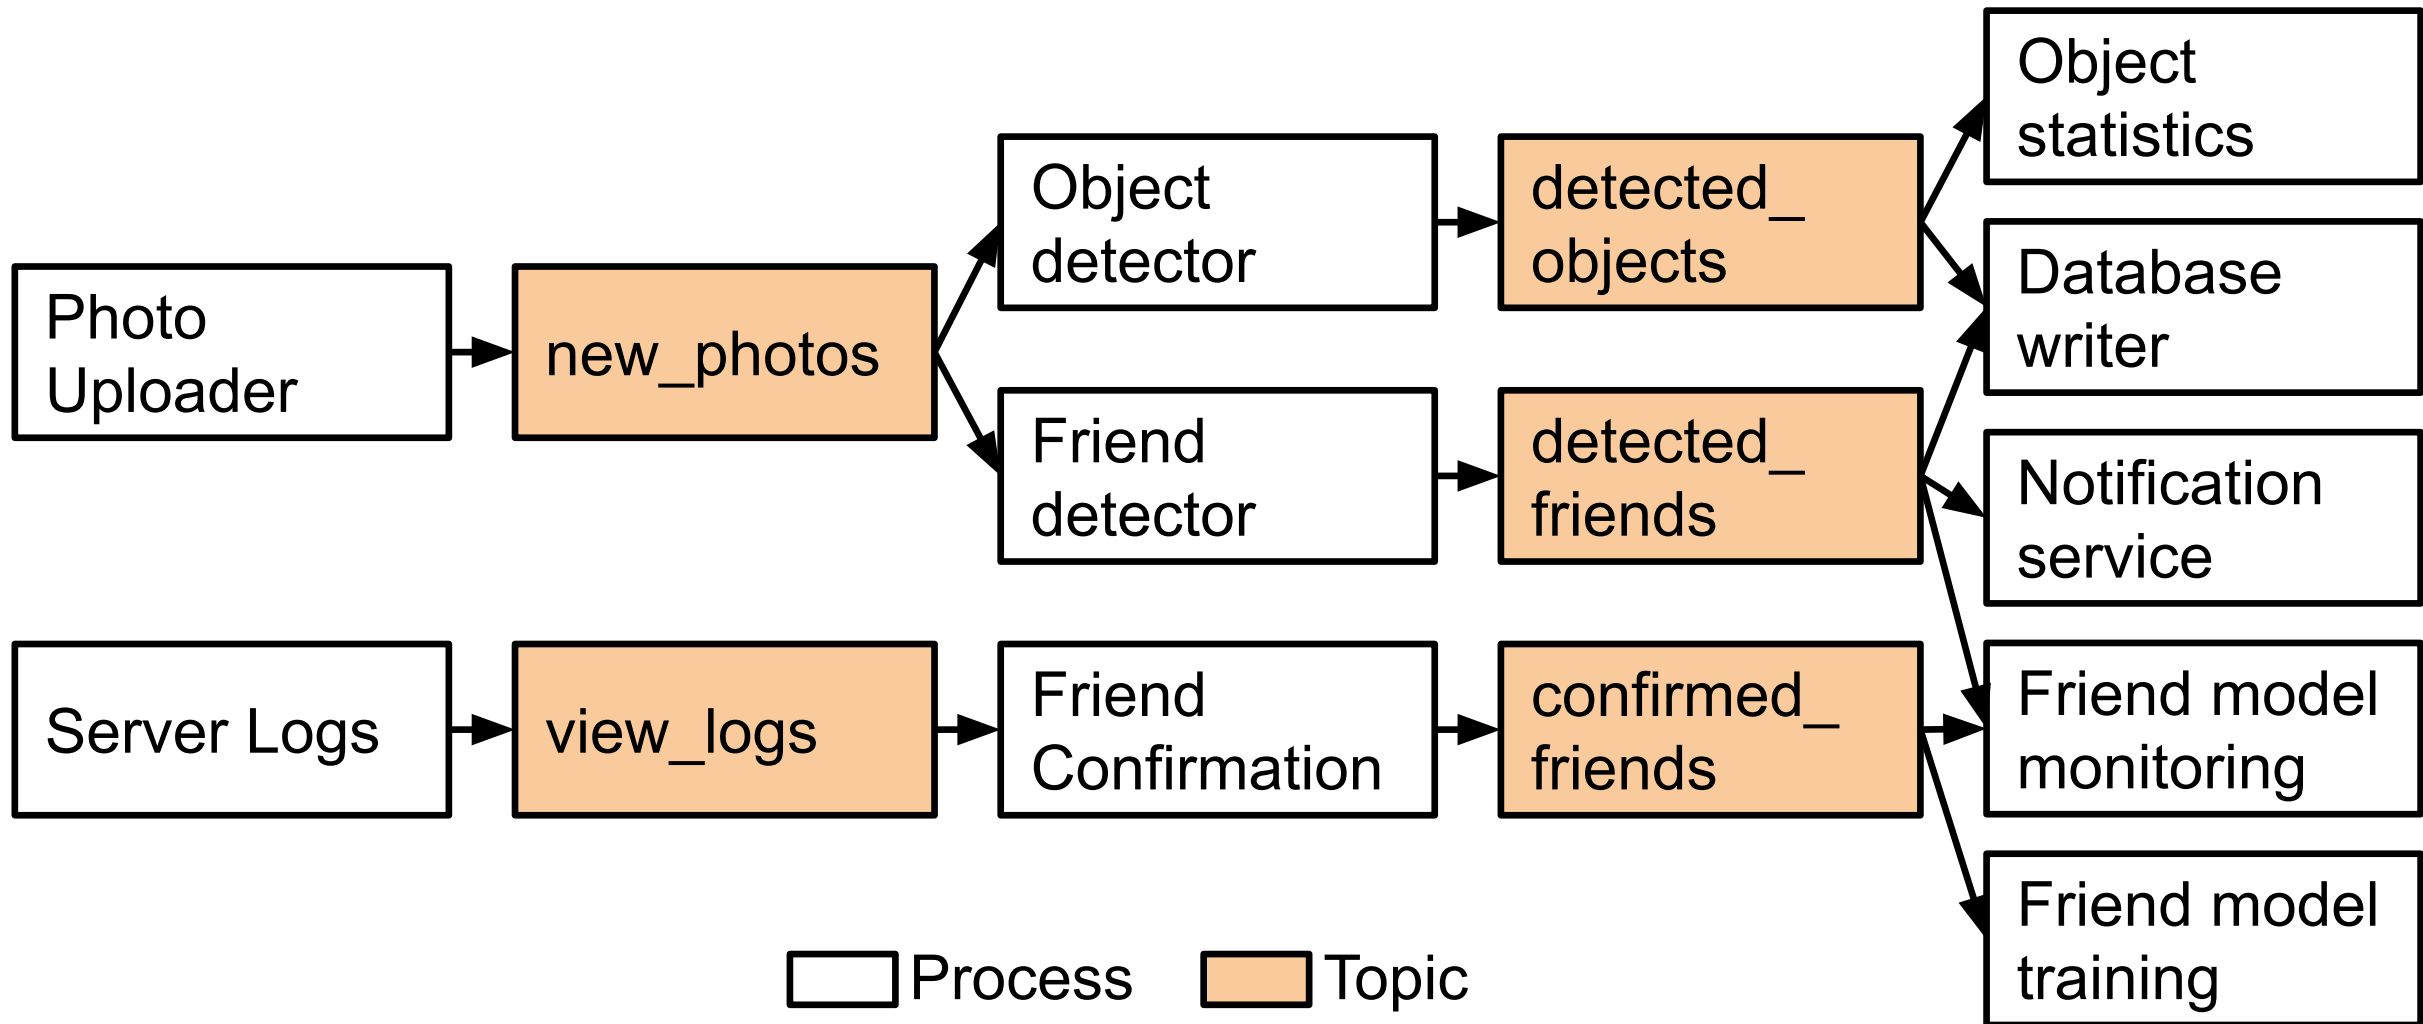 Photo
Uploader
new_photos
Object
detector
detected_
objects
Friend
detector
detected_
friends
Object
statistics
Database
writer
Notification
service
Server Logs
view_logs
Friend
Confirmation
confirmed_
friends
Friend model
monitoring
Friend model
training
Process
Topic